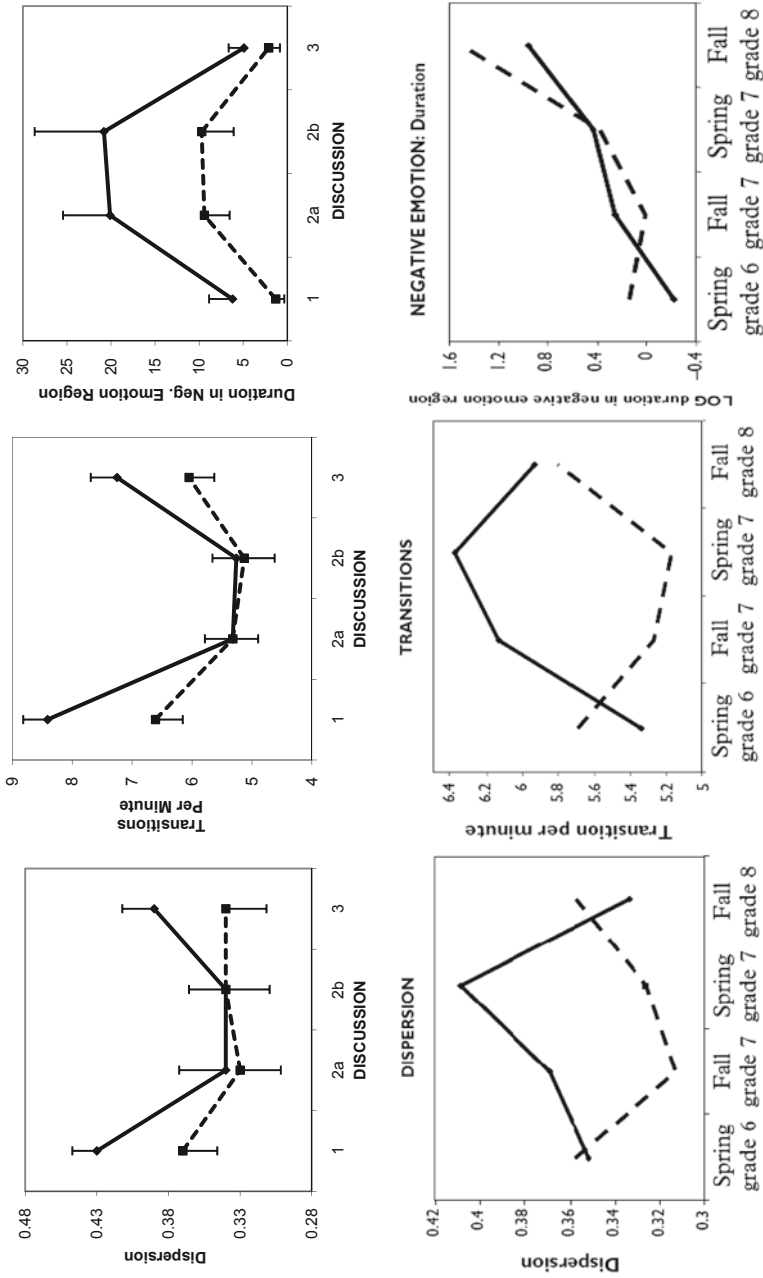 Dispersion
0.48
0.43
0.38
0.33
0.28
1 2a 2b 3
DISCUSSION
Transitions
Per Minute
9
8
7
6
5
4
1 2a 2b 3
DISCUSSION
Duration in Neg. Emotion Region
30
25
20
15
10
5
0
1 2a 2b 3
DISCUSSION
DISPERSION
Dispersion
0.42
0.4
0.38
0.36
0.34
0.32
0.3
Spring Fall Spring Fall
grade 6 grade 7 grade 7 grade 8
TRANSITIONS
Transition per minute
6.4
6.2
6
5.8
5.6
5.4
5.2
5
Spring Fall Spring Fall
grade 6 grade 7 grade 7 grade 8
NEGATIVE EMOTION: Duration
LOG duration in negative emotion
region
1.6
1.2
0.8
0.4
0
–0.4
Spring Fall Spring Fall
grade 6 grade 7 grade 7 grade 8